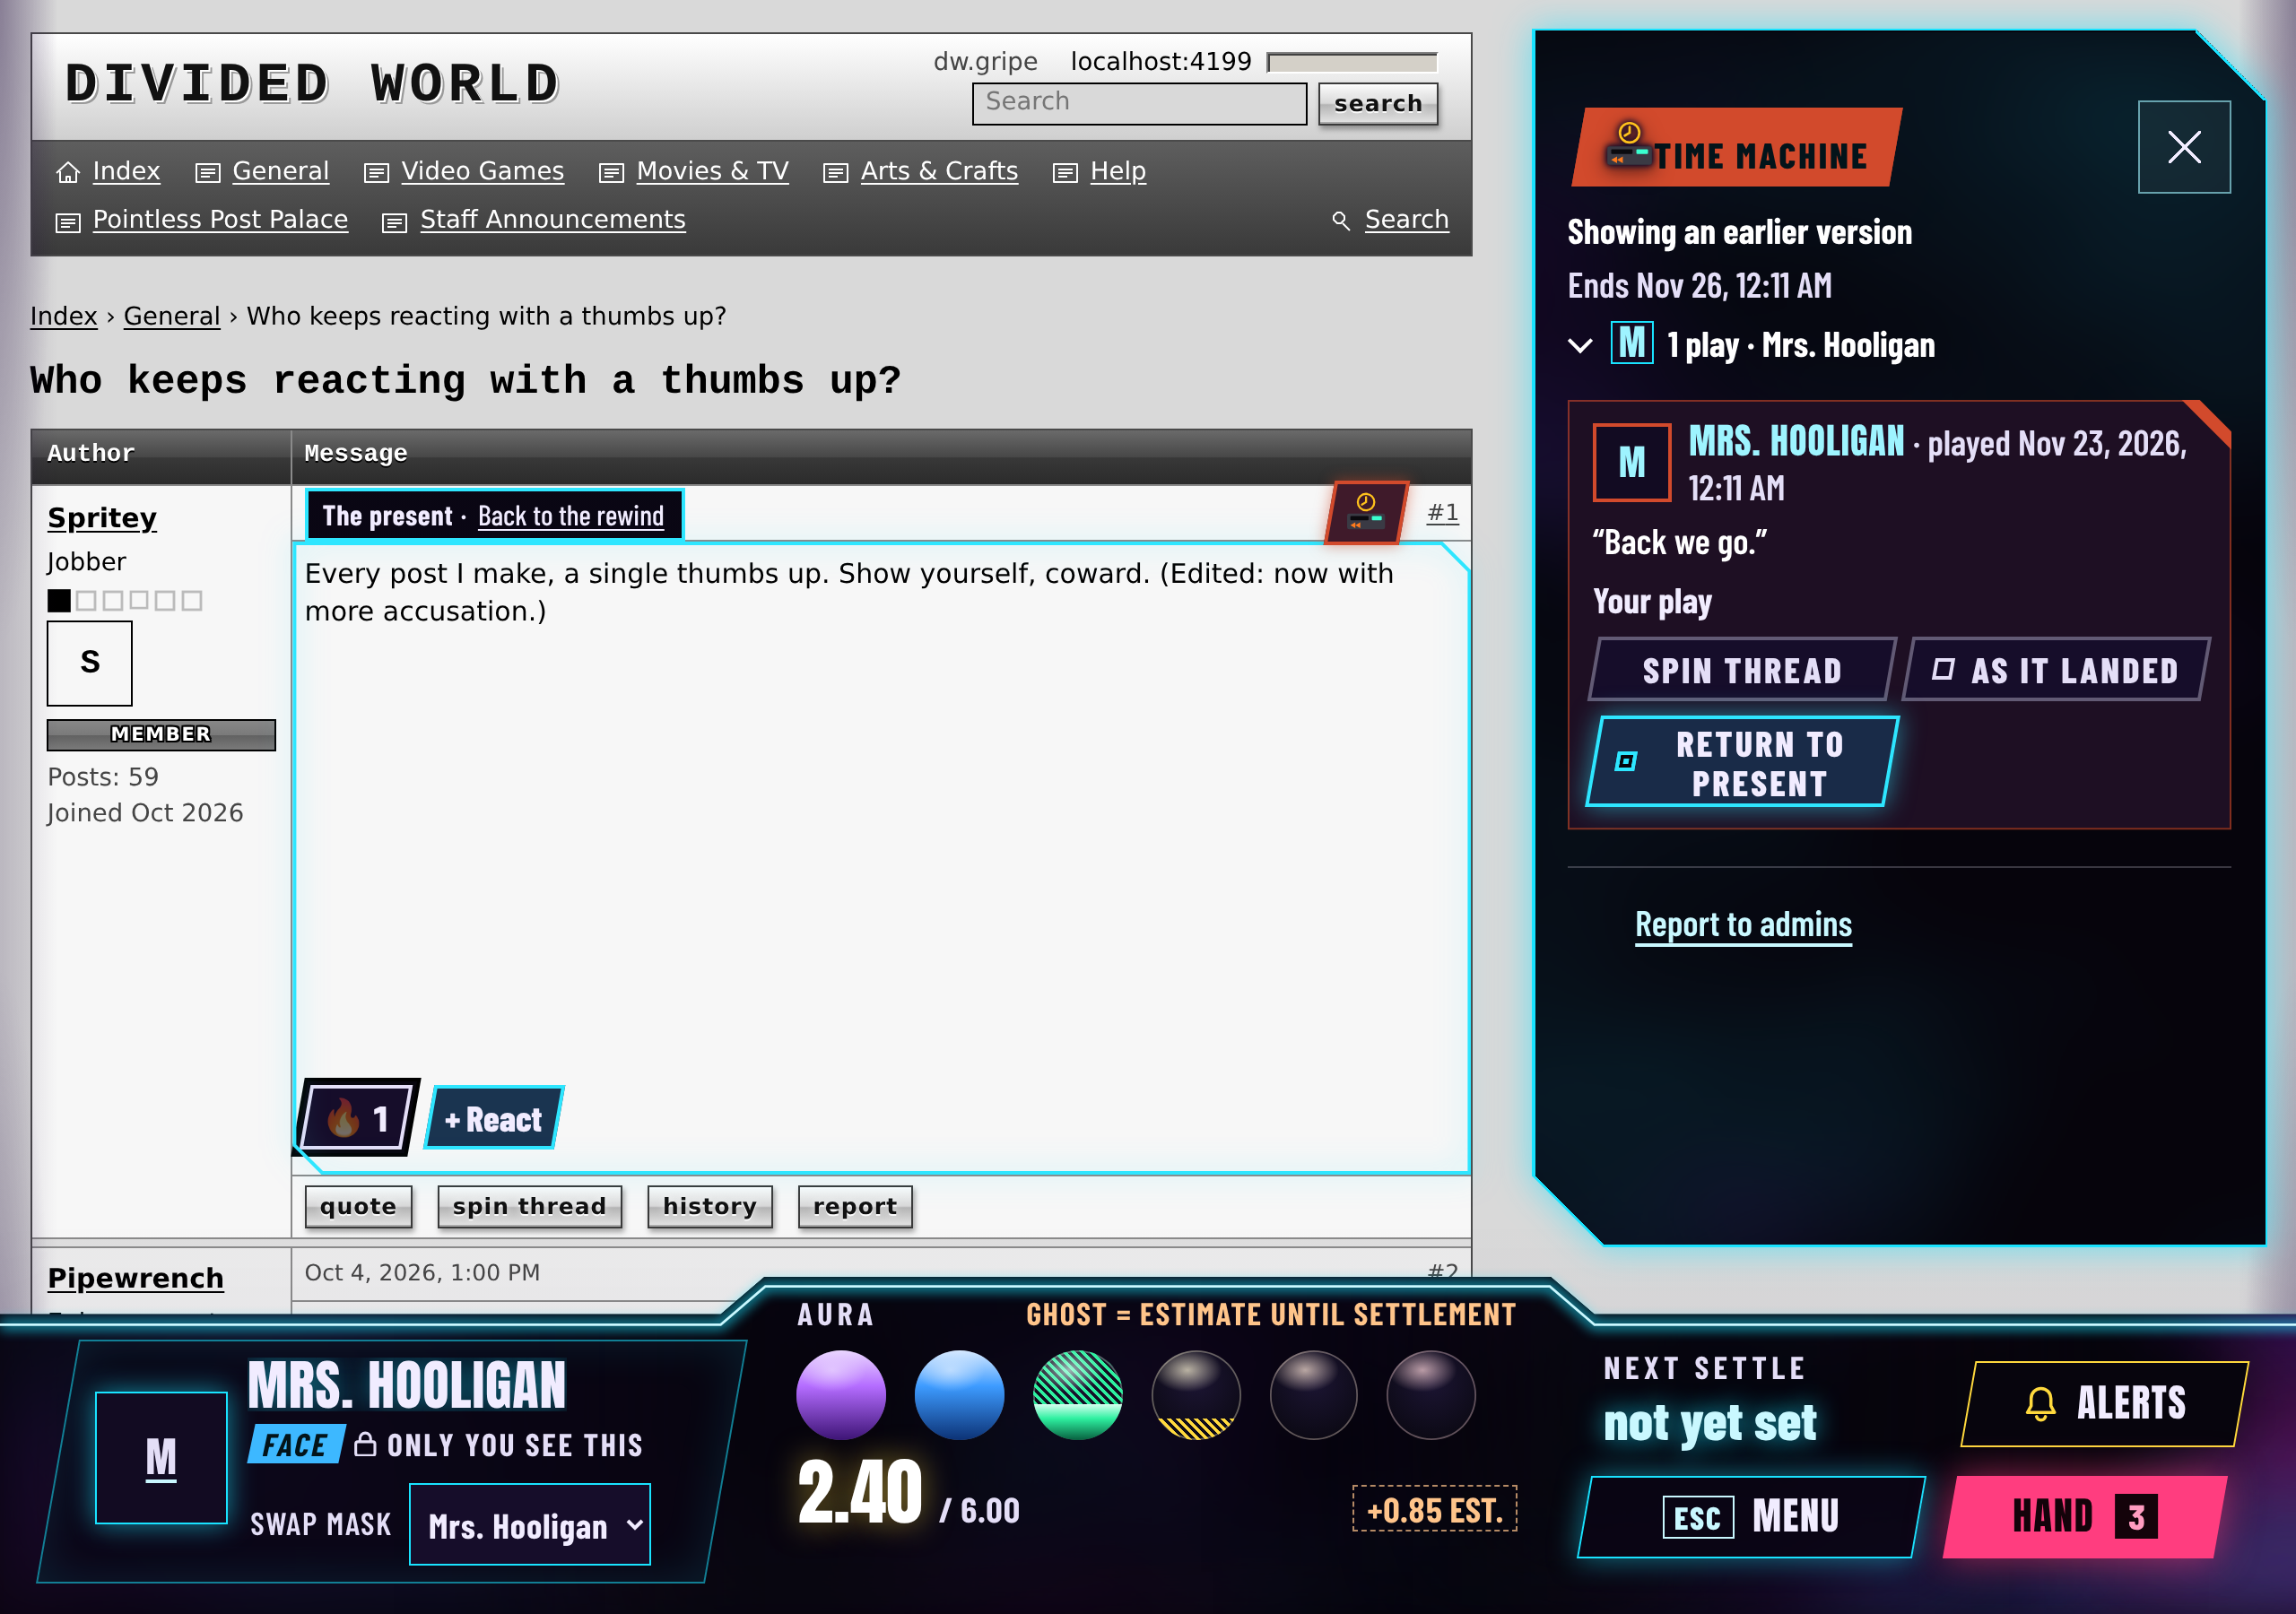 DIVIDED WORLD
dw.gripe localhost:4199
Search search
Index General Video Games Movies & TV Arts & Crafts Help
Pointless Post Palace Staff Announcements Search
Index › General › Who keeps reacting with a thumbs up?
Who keeps reacting with a thumbs up?
Author Message
Spritey
Jobber
S
MEMBER
Posts: 59
Joined Oct 2026
The present · Back to the rewind
#1
Every post I make, a single thumbs up. Show yourself, coward. (Edited: now with
more accusation.)
🔥 1 + React
quote spin thread history report
Pipewrench
Oct 4, 2026, 1:00 PM #2
TIME MACHINE
Showing an earlier version
Ends Nov 26, 12:11 AM
M 1 play · Mrs. Hooligan
M
MRS. HOOLIGAN · played Nov 23, 2026,
12:11 AM
“Back we go.”
Your play
SPIN THREAD AS IT LANDED
RETURN TO
PRESENT
Report to admins
M
MRS. HOOLIGAN
FACE ONLY YOU SEE THIS
SWAP MASK Mrs. Hooligan
AURA GHOST = ESTIMATE UNTIL SETTLEMENT
2.40 / 6.00 +0.85 EST.
NEXT SETTLE
not yet set
ALERTS
ESC MENU
HAND 3